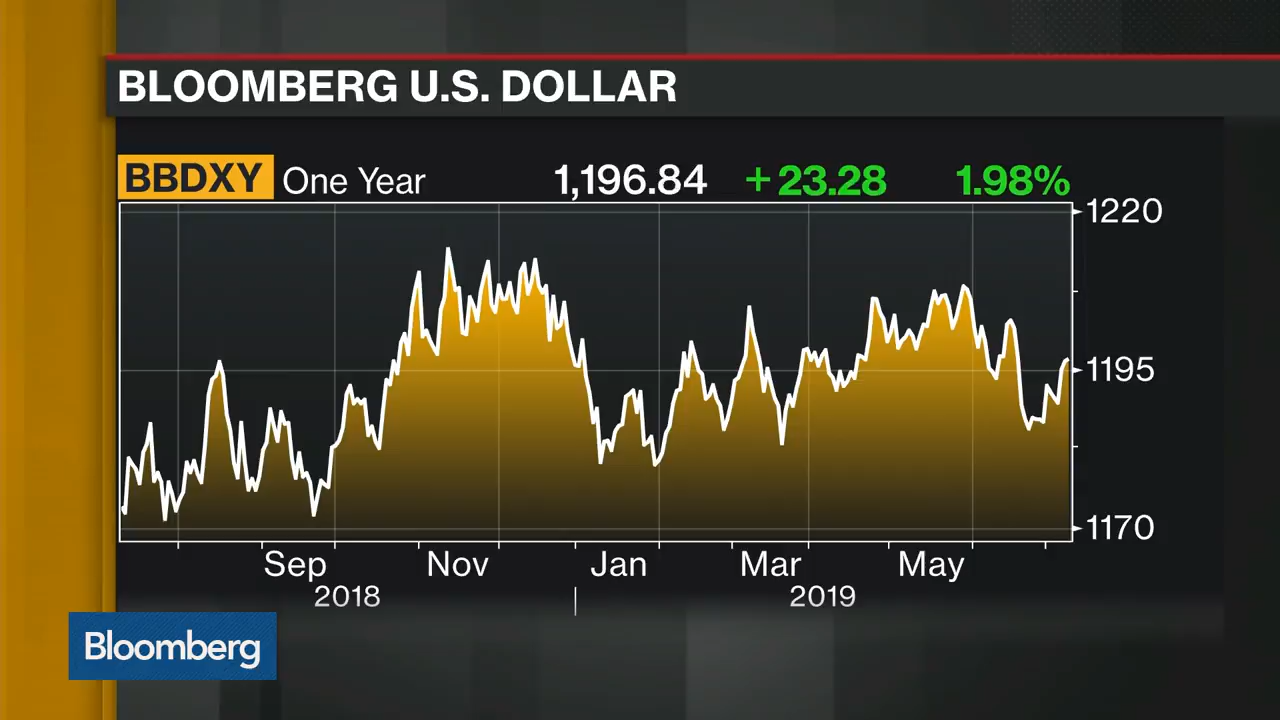 BLOOMBERG U.S. DOLLAR
BBDXY One Year 1,196.84 +23.28 1.98%
1220
1195
1170
Sep Nov Jan Mar May
2018 2019
Bloomberg